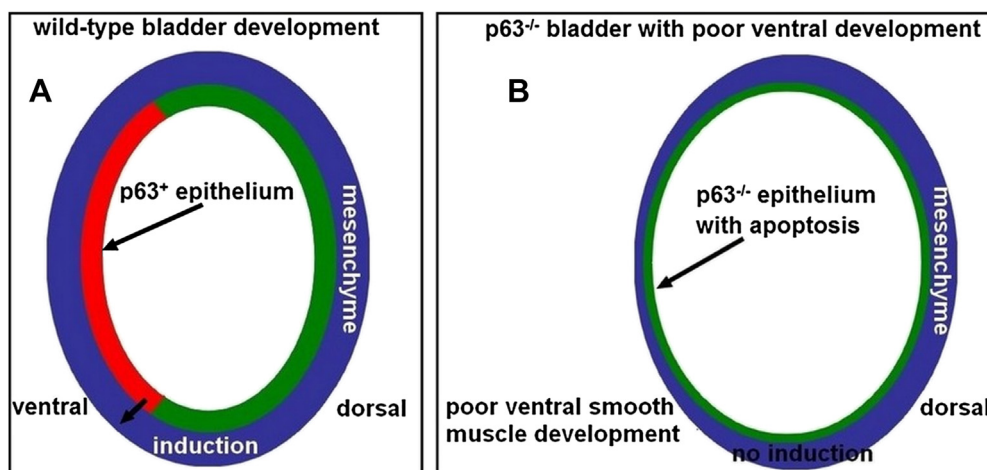 wild-type bladder development
A
p63⁺ epithelium
mesenchyme
ventral
dorsal
induction
p63⁻/⁻ bladder with poor ventral development
B
p63⁻/⁻ epithelium
with apoptosis
mesenchyme
poor ventral smooth
muscle development
dorsal
no induction